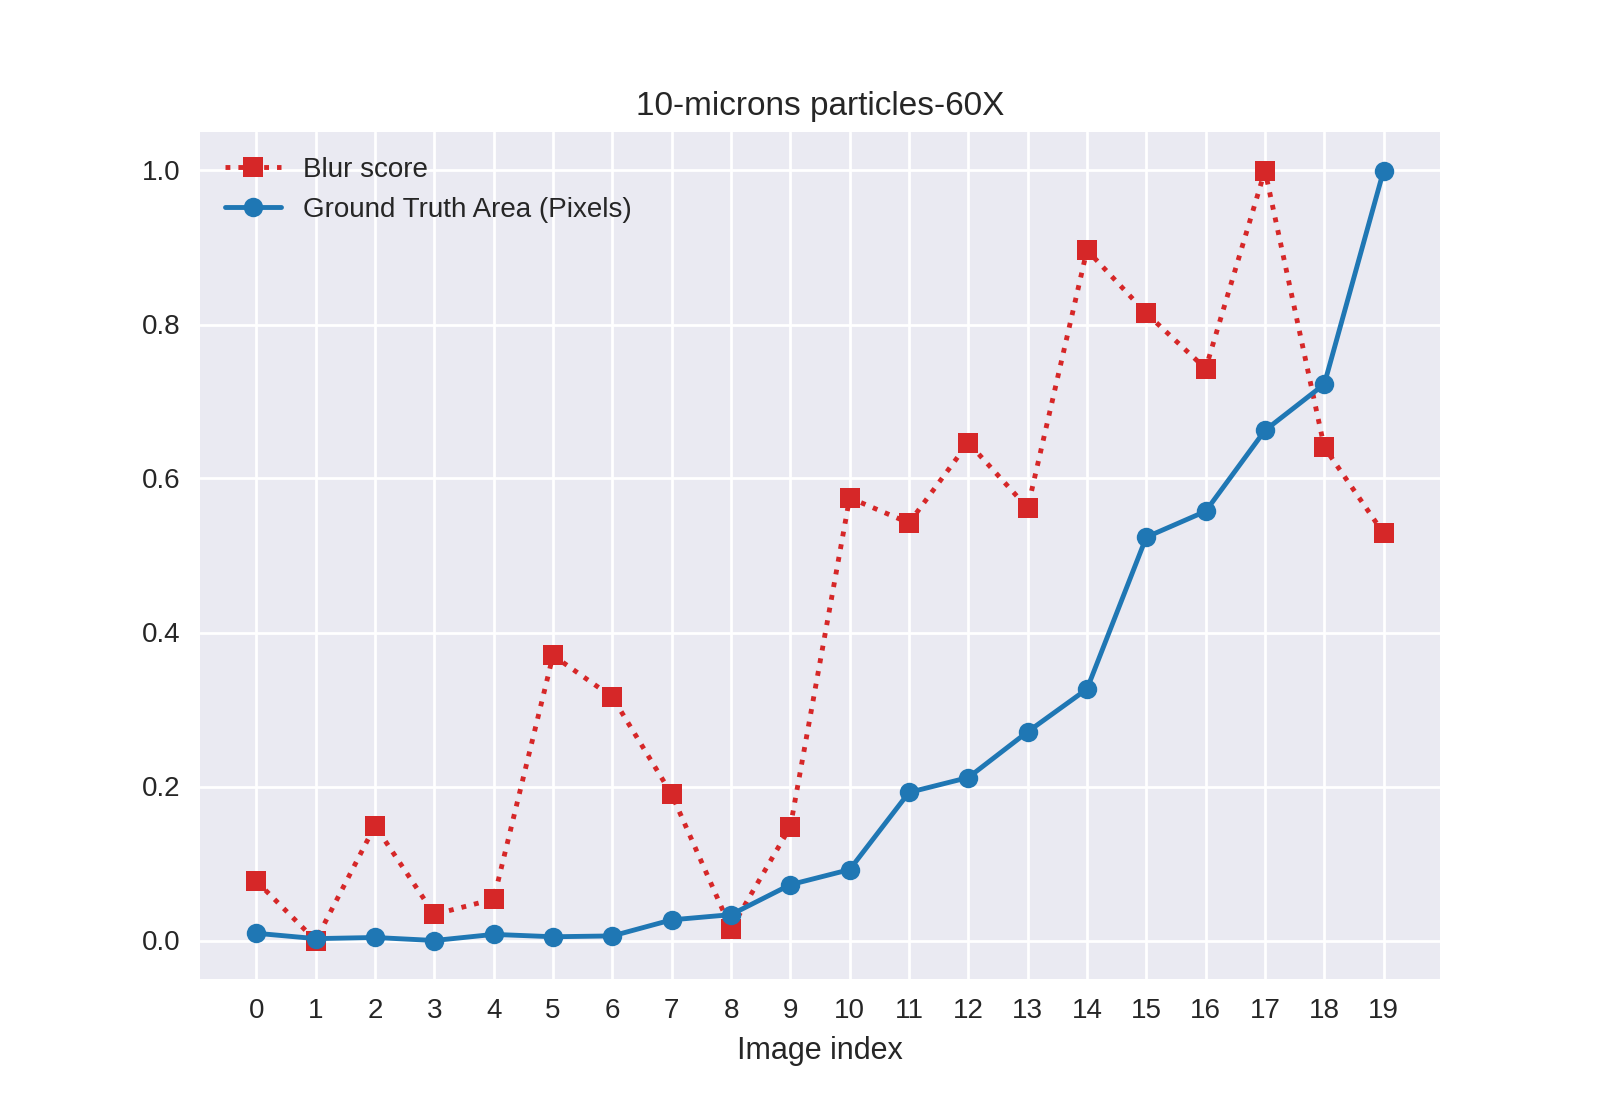 10-microns particles-60X
Blur score
Ground Truth Area (Pixels)
1.0
0.8
0.6
0.4
0.2
0.0
0 1 2 3 4 5 6 7 8 9 10 11 12 13 14 15 16 17 18 19
Image index